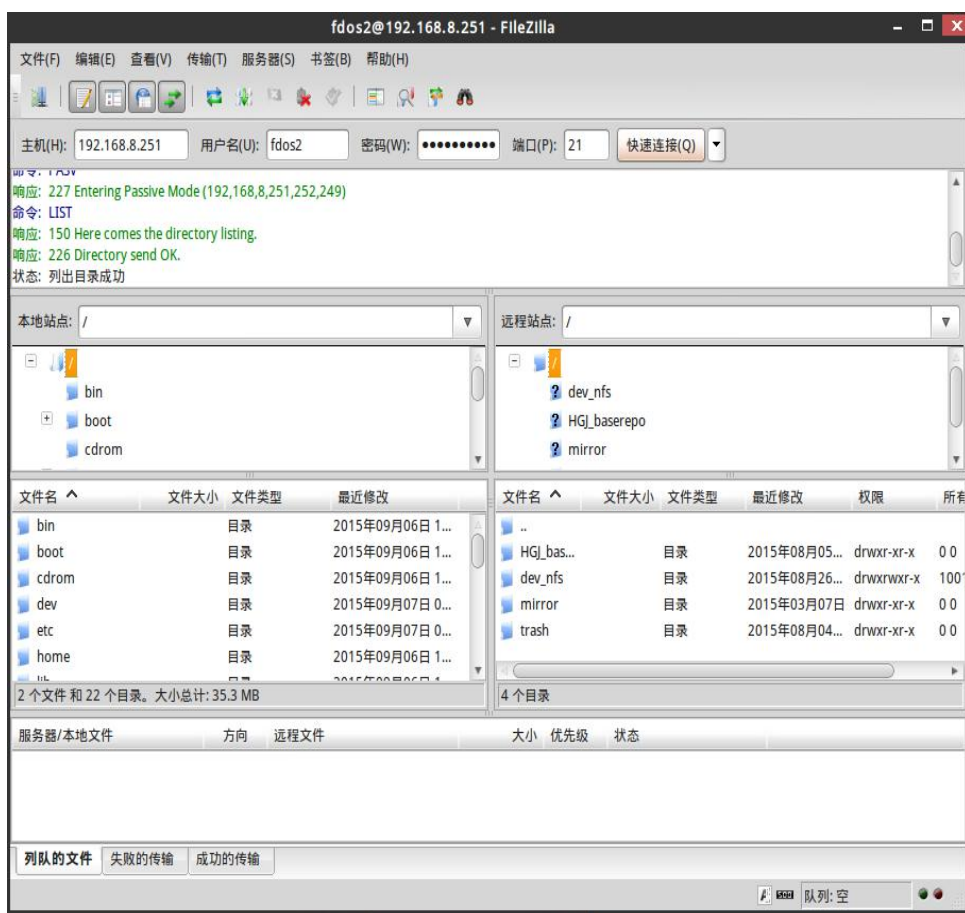 fdos2@192.168.8.251 - FileZilla
文件(F) 编辑(E) 查看(V) 传输(T) 服务器(S) 书签(B) 帮助(H)
主机(H): 192.168.8.251 用户名(U): fdos2 密码(W): ●●●●●●●●●● 端口(P): 21 快速连接(Q)
命令: PASV
响应: 227 Entering Passive Mode (192,168,8,251,252,249)
命令: LIST
响应: 150 Here comes the directory listing.
响应: 226 Directory send OK.
状态: 列出目录成功
本地站点: /
/
bin
boot
cdrom
远程站点: /
/
dev_nfs
HGJ_baserepo
mirror
文件名 文件大小 文件类型 最近修改
bin 目录 2015年09月06日 1...
boot 目录 2015年09月06日 1...
cdrom 目录 2015年09月06日 1...
dev 目录 2015年09月07日 0...
etc 目录 2015年09月07日 0...
home 目录 2015年09月06日 1...
2 个文件 和 22 个目录。大小总计: 35.3 MB
文件名 文件大小 文件类型 最近修改 权限 所有
..
HGJ_bas... 目录 2015年08月05... drwxr-xr-x 0 0
dev_nfs 目录 2015年08月26... drwxrwxr-x 1001
mirror 目录 2015年03月07日 drwxr-xr-x 0 0
trash 目录 2015年08月04... drwxr-xr-x 0 0
4 个目录
服务器/本地文件 方向 远程文件 大小 优先级 状态
列队的文件 失败的传输 成功的传输
队列: 空